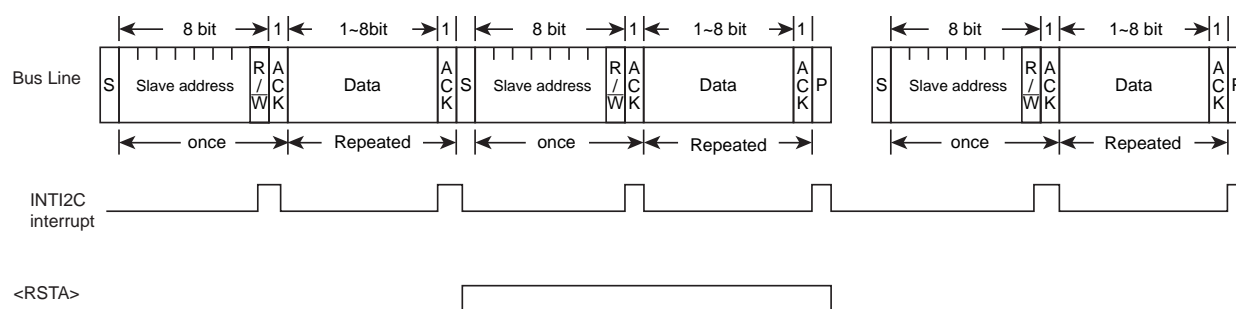 8 bit 1 1~8bit 1 8 bit 1 1~8 bit 1 8 bit 1 1~8 bit 1
Bus Line S Slave address R/W ACK Data ACK S Slave address R/W ACK Data ACK P S Slave address R/W ACK Data ACK
once Repeated once Repeated once Repeated
INTI2C
interrupt
<RSTA>